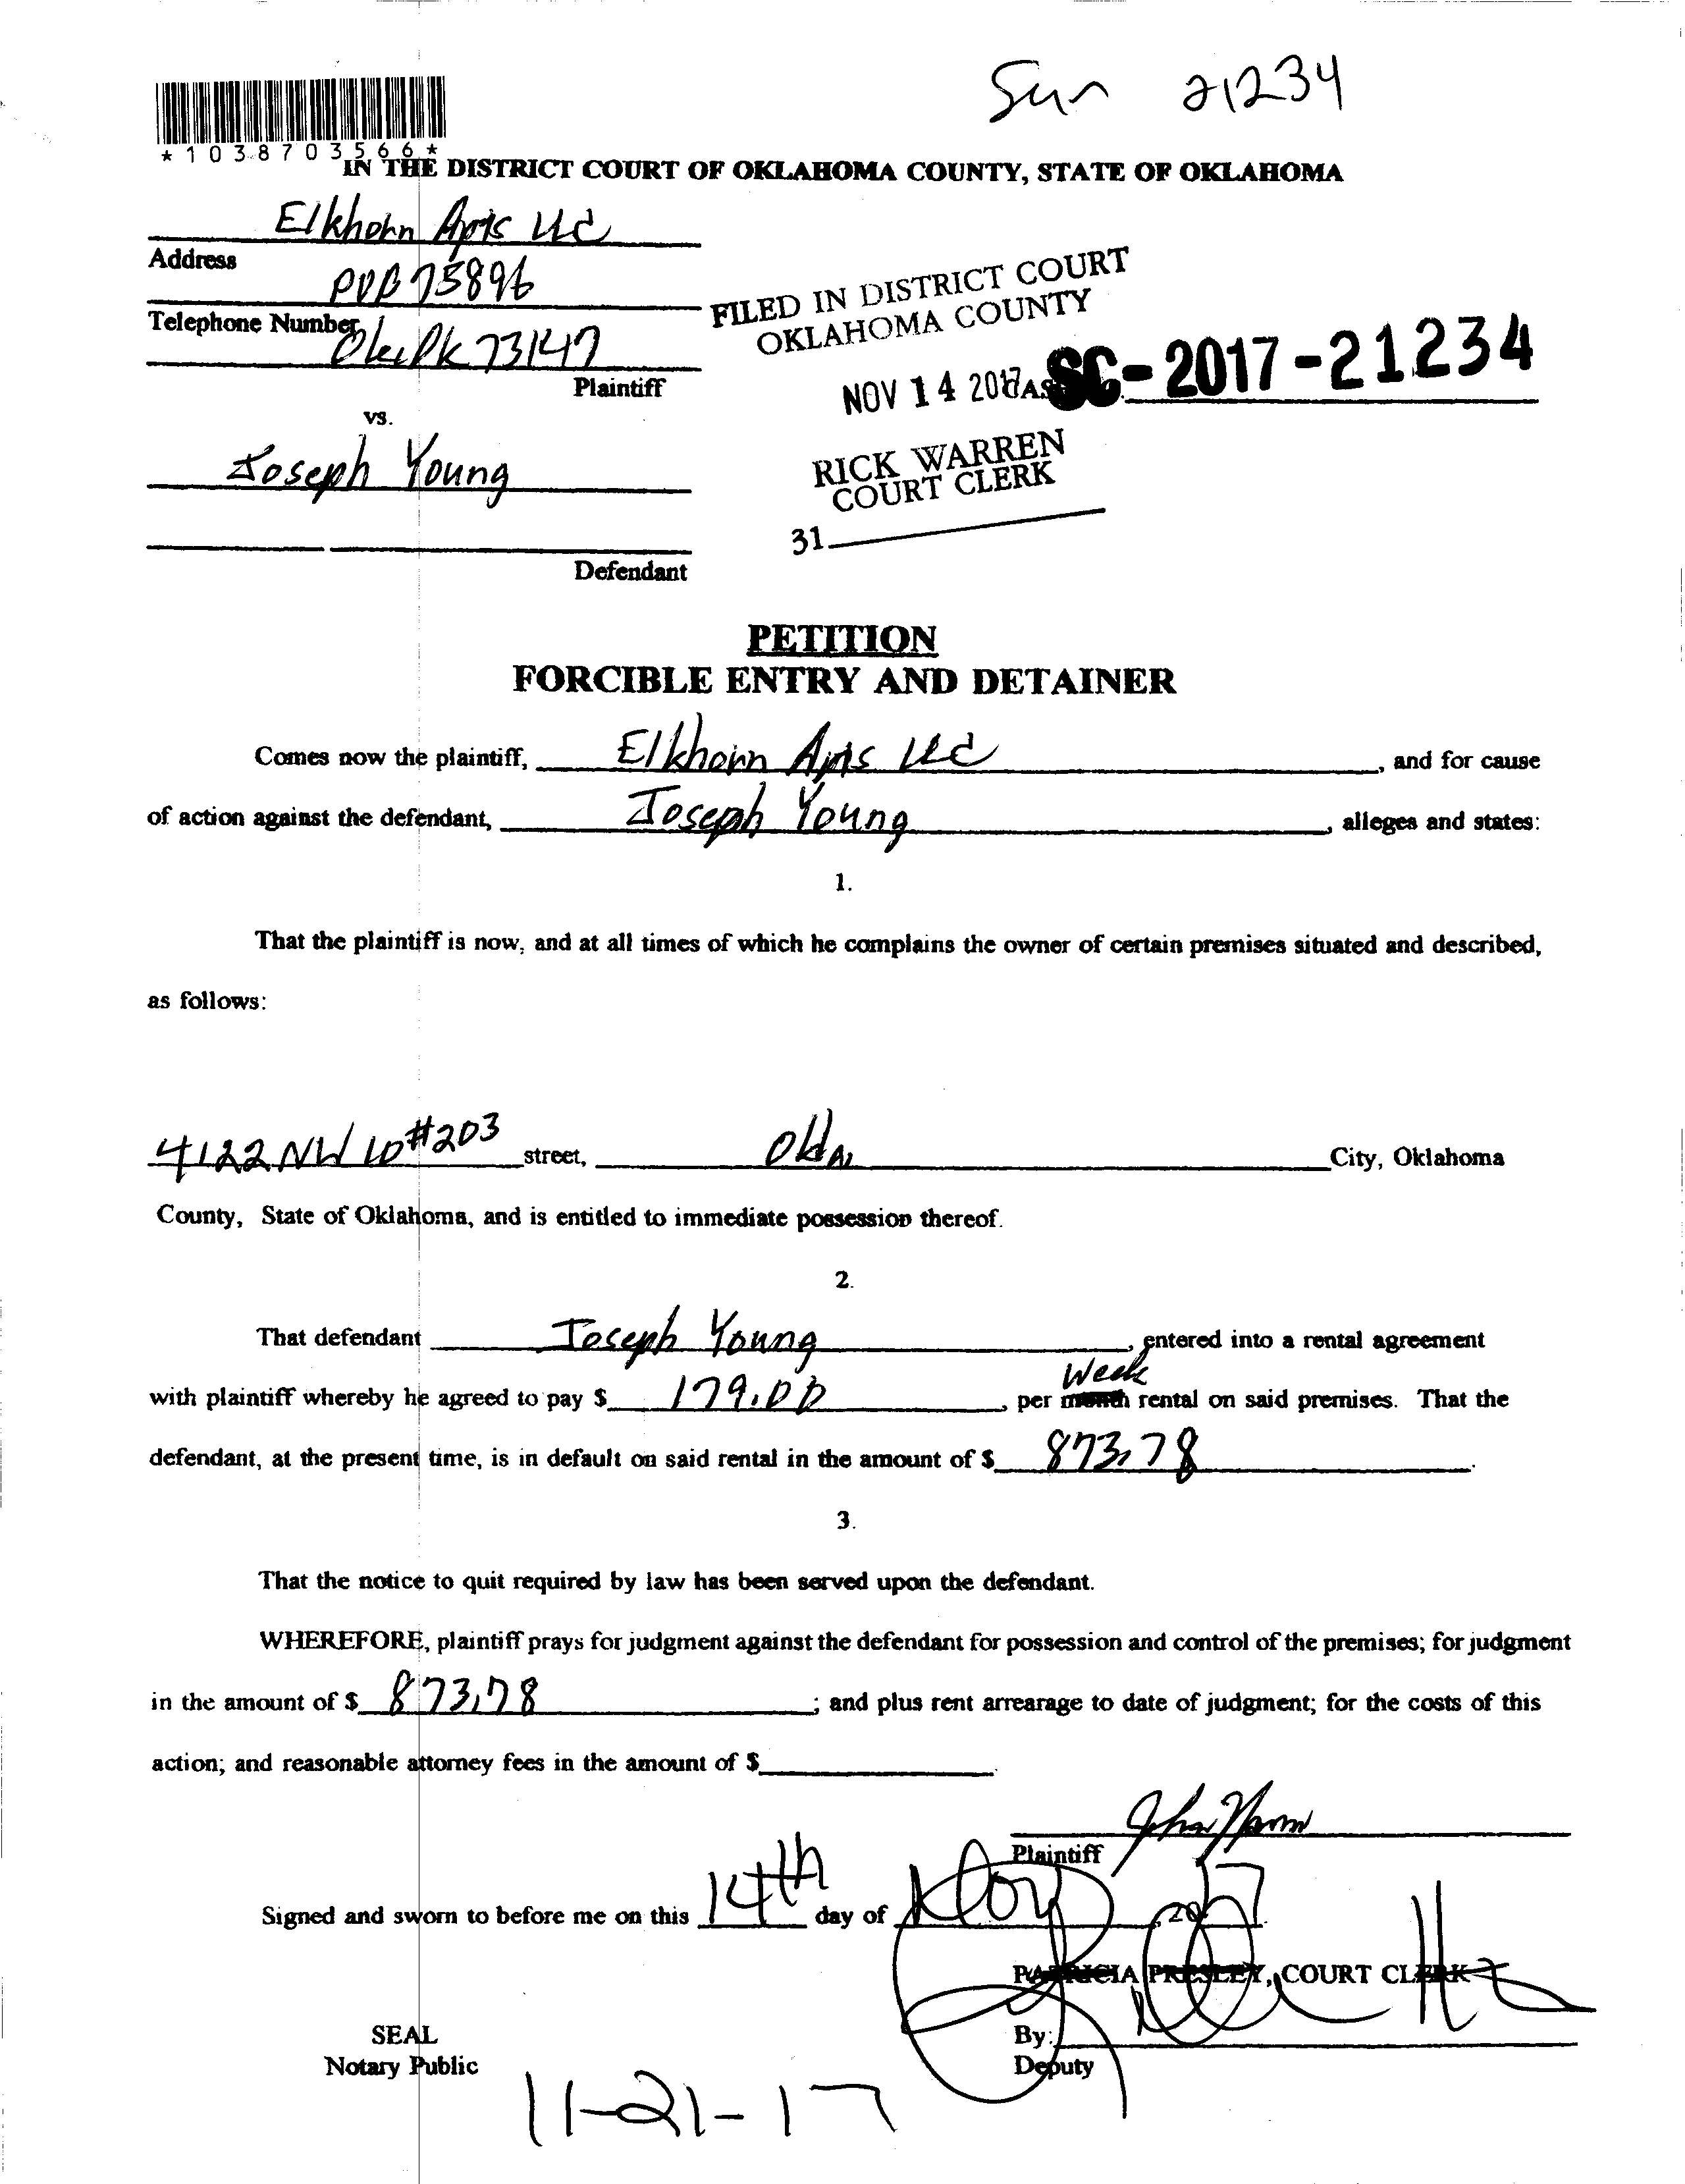 Sun 21234
*1038703566*
IN THE DISTRICT COURT OF OKLAHOMA COUNTY, STATE OF OKLAHOMA
Elkhorn Apts LLC
Address
POB 75896
Telephone Number
Okc Ok 73147
Plaintiff
vs.
Joseph Young
Defendant
FILED IN DISTRICT COURT
OKLAHOMA COUNTY
NOV 14 2017
SC-2017-21234
RICK WARREN
COURT CLERK
31
PETITION
FORCIBLE ENTRY AND DETAINER
Comes now the plaintiff, Elkhorn Apts LLC, and for cause
of action against the defendant, Joseph Young, alleges and states:
1.
That the plaintiff is now, and at all times of which he complains the owner of certain premises situated and described,
as follows:
4122 NW 10 #203 street, Okla. City, Oklahoma
County, State of Oklahoma, and is entitled to immediate possession thereof.
2.
That defendant Joseph Young, entered into a rental agreement
Week
with plaintiff whereby he agreed to pay $ 179.00, per month rental on said premises. That the
defendant, at the present time, is in default on said rental in the amount of $ 873.78.
3.
That the notice to quit required by law has been served upon the defendant.
WHEREFORE, plaintiff prays for judgment against the defendant for possession and control of the premises; for judgment
in the amount of $ 873.78; and plus rent arrearage to date of judgment; for the costs of this
action; and reasonable attorney fees in the amount of $
Plaintiff
Signed and sworn to before me on this 14th day of Nov, 2017.
PATRICIA PRESLEY, COURT CLERK
SEAL
Notary Public
By:
Deputy
11-21-17